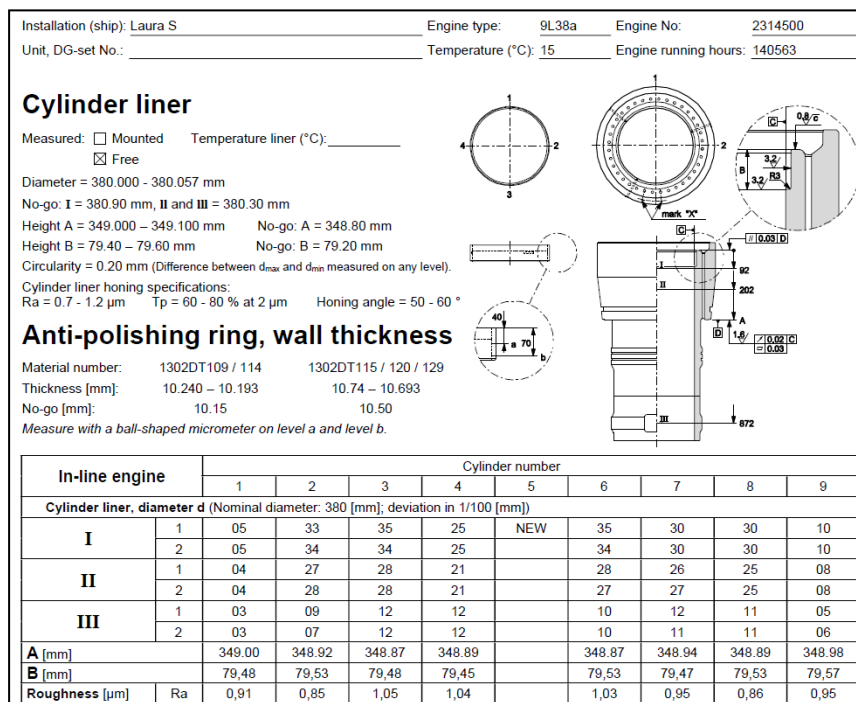 Installation (ship): Laura S Engine type: 9L38a Engine No: 2314500
Unit, DG-set No.: Temperature (°C): 15 Engine running hours: 140563
Cylinder liner
Measured: ☐ Mounted Temperature liner (°C):
☒ Free
Diameter = 380.000 - 380.057 mm
No-go: I = 380.90 mm, II and III = 380.30 mm
Height A = 349.000 – 349.100 mm No-go: A = 348.80 mm
Height B = 79.40 – 79.60 mm No-go: B = 79.20 mm
Circularity = 0.20 mm (Difference between dmax and dmin measured on any level).
Cylinder liner honing specifications:
Ra = 0.7 - 1.2 µm Tp = 60 - 80 % at 2 µm Honing angle = 50 - 60 °
1
4 2
3
1
2
mark "X"
C
0,8 c
3,2
B
3,2 R3
C
// 0.03 D
I
92
II
202
A
D
1,6
0.02 C
0.03
III
872
40
a 70
b
Anti-polishing ring, wall thickness
Material number: 1302DT109 / 114 1302DT115 / 120 / 129
Thickness [mm]: 10.240 – 10.193 10.74 – 10.693
No-go [mm]: 10.15 10.50
Measure with a ball-shaped micrometer on level a and level b.
In-line engine Cylinder number
1 2 3 4 5 6 7 8 9
Cylinder liner, diameter d (Nominal diameter: 380 [mm]; deviation in 1/100 [mm])
I 1 05 33 35 25 NEW 35 30 30 10
2 05 34 34 25 34 30 30 10
II 1 04 27 28 21 28 26 25 08
2 04 28 28 21 27 27 25 08
III 1 03 09 12 12 10 12 11 05
2 03 07 12 12 10 11 11 06
A [mm] 349.00 348.92 348.87 348.89 348.87 348.94 348.89 348.98
B [mm] 79,48 79,53 79,48 79,45 79,53 79,47 79,53 79,57
Roughness [µm] Ra 0,91 0,85 1,05 1,04 1,03 0,95 0,86 0,95